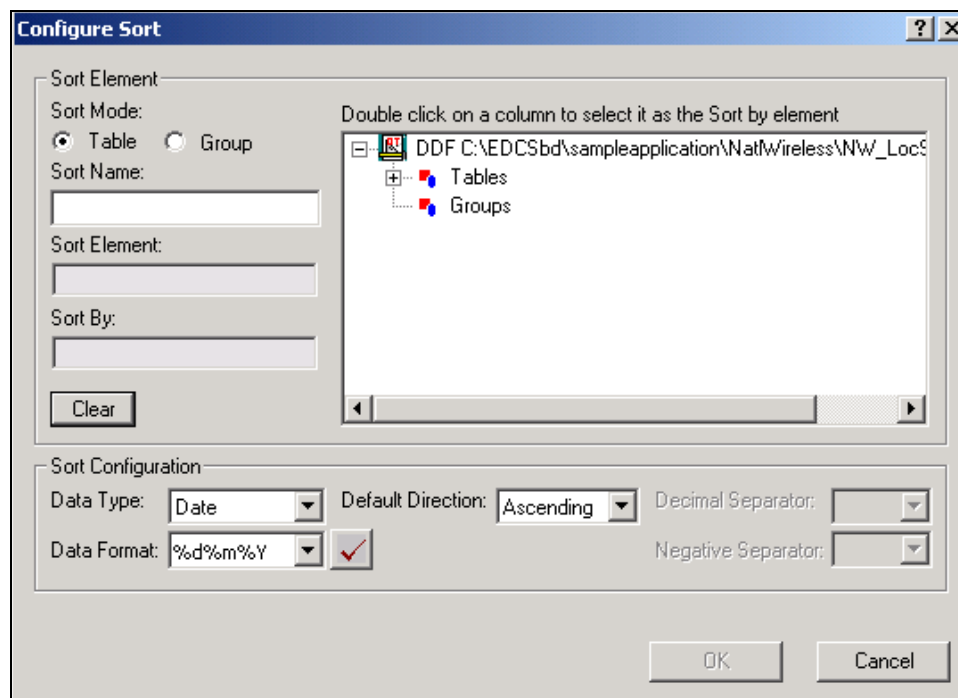 Configure Sort
Sort Element
Sort Mode:
Table Group
Sort Name:
Sort Element:
Sort By:
Clear
Double click on a column to select it as the Sort by element
DDF C:\EDCSbd\sampleapplication\NatWireless\NW_LocS
Tables
Groups
Sort Configuration
Data Type: Date Default Direction: Ascending Decimal Separator:
Data Format: %d%m%Y Negative Separator:
OK Cancel